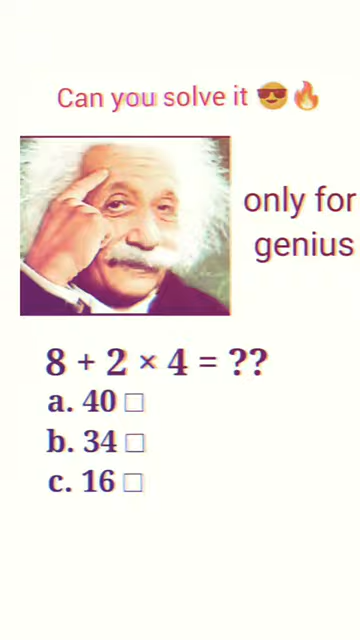 Can you solve it 😎🔥
only for
genius
8 + 2 × 4 = ??
a. 40 □
b. 34 □
c. 16 □